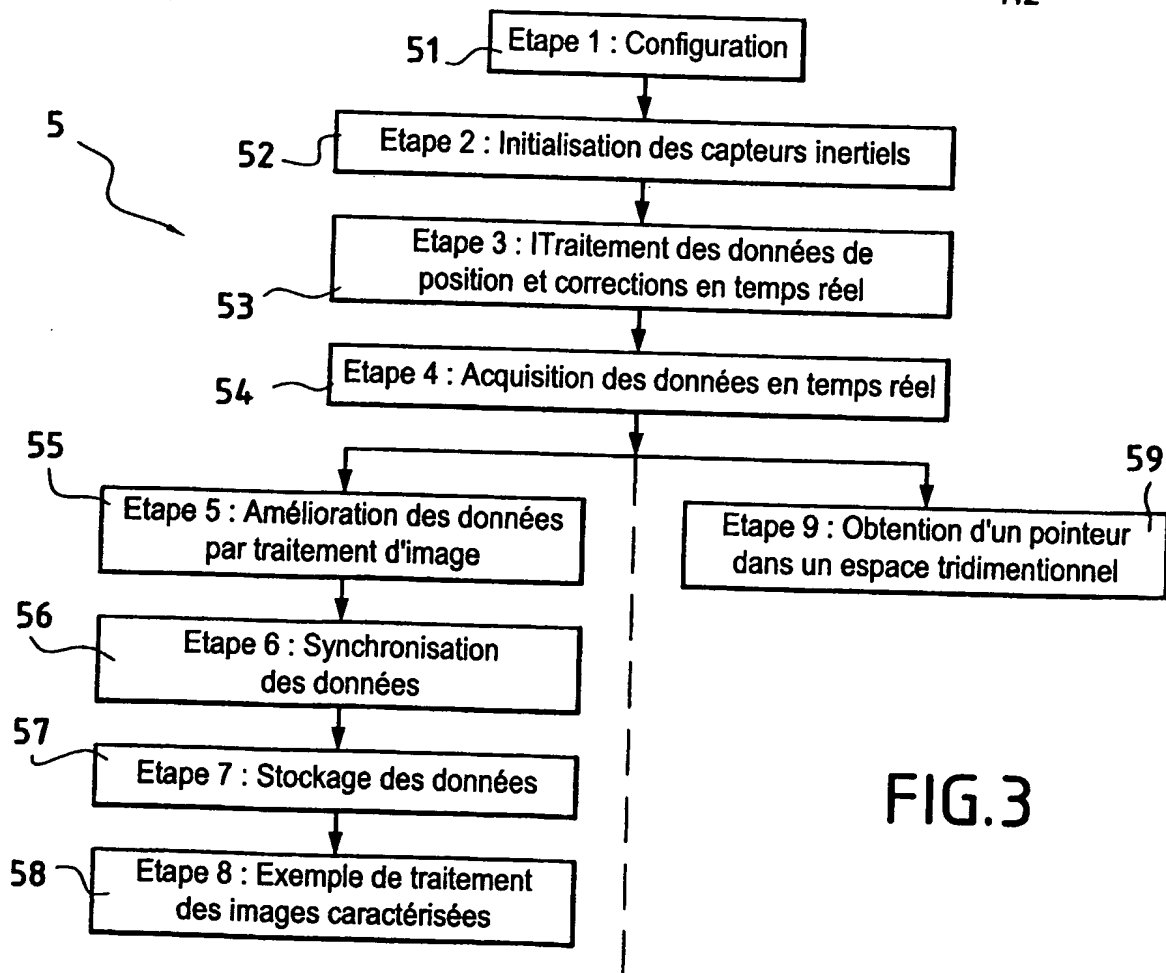 51
Etape 1 : Configuration
5
52
Etape 2 : Initialisation des capteurs inertiels
53
Etape 3 : ITraitement des données de
position et corrections en temps réel
54
Etape 4 : Acquisition des données en temps réel
55
Etape 5 : Amélioration des données
par traitement d'image
59
Etape 9 : Obtention d'un pointeur
dans un espace tridimentionnel
56
Etape 6 : Synchronisation
des données
57
Etape 7 : Stockage des données
58
Etape 8 : Exemple de traitement
des images caractérisées
FIG.3